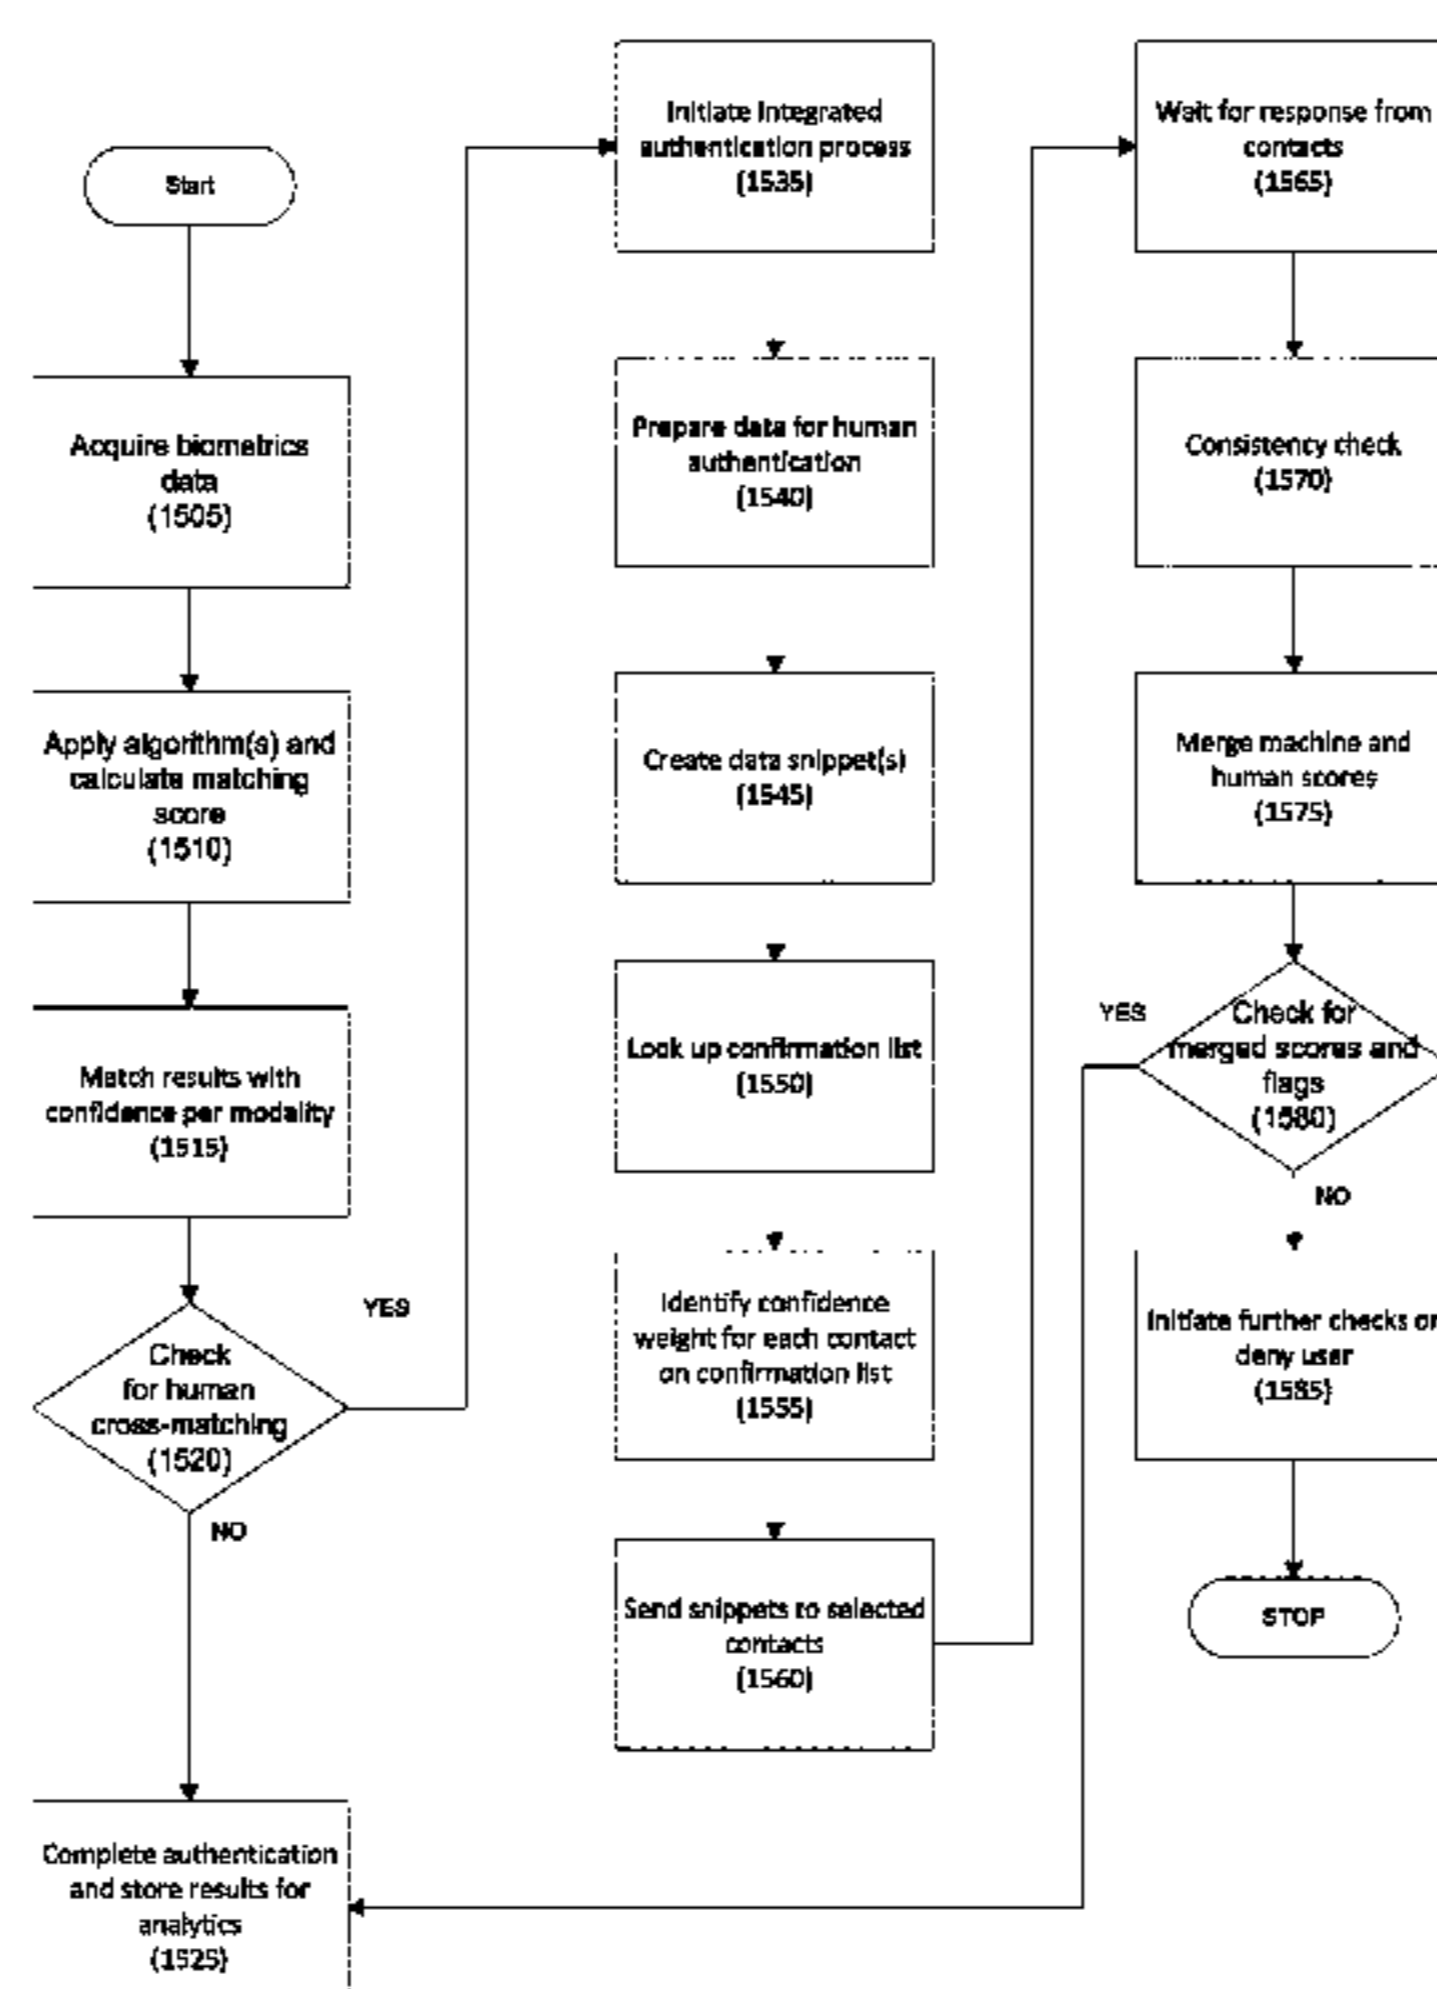 Start
Acquire biometrics
data
(1505)
Apply algorithm(s) and
calculate matching
score
(1510)
Match results with
confidence per modality
(1515)
YES
Check
for human
cross-matching
(1520)
NO
Complete authentication
and store results for
analytics
(1525)
Initiate integrated
authentication process
(1535)
Prepare data for human
authentication
(1540)
Create data snippet(s)
(1545)
Look up confirmation list
(1550)
Identify confidence
weight for each contact
on confirmation list
(1555)
Send snippets to selected
contacts
(1560)
Wait for response from
contacts
(1565)
Consistency check
(1570)
Merge machine and
human scores
(1575)
YES
Check for
merged scores and
flags
(1580)
NO
Initiate further checks or
deny user
(1585)
STOP